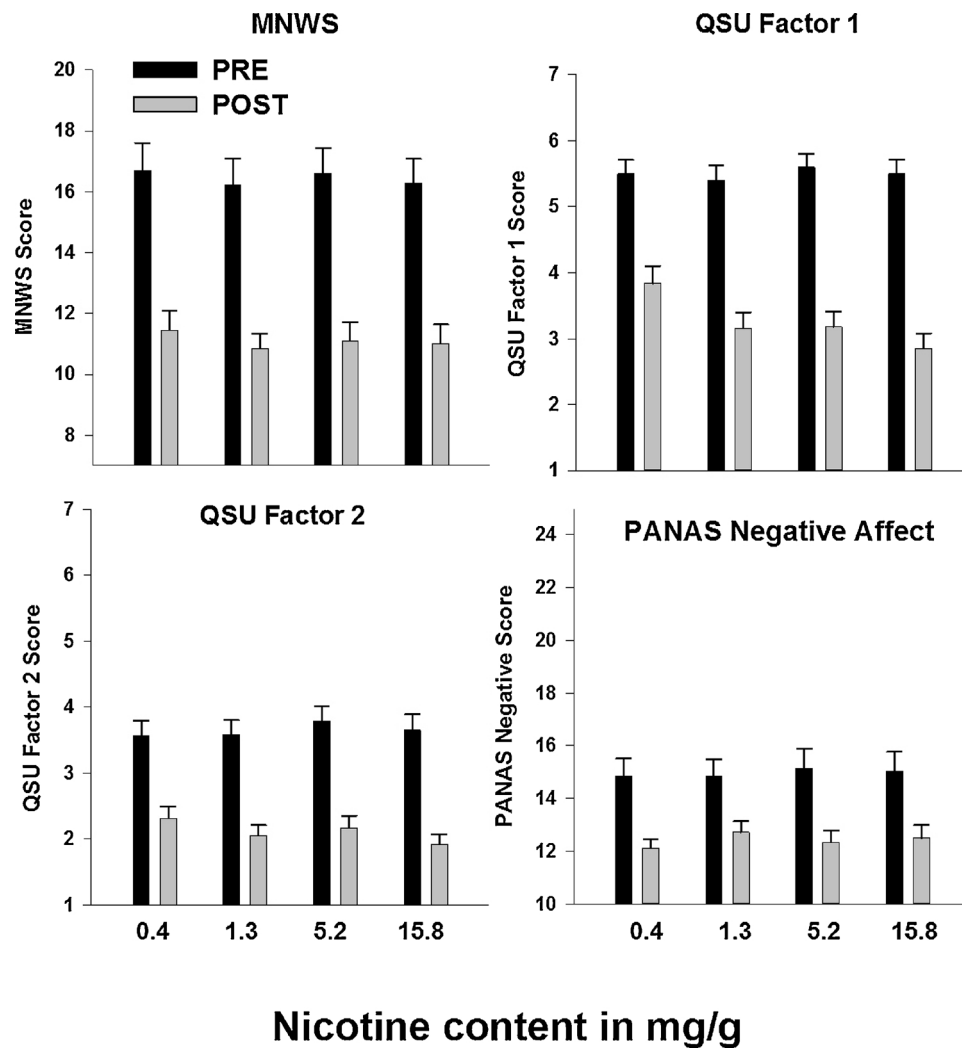 MNWS
PRE
POST
20
18
16
14
12
10
8
MNWS Score
QSU Factor 1
7
6
5
4
3
2
1
QSU Factor 1 Score
QSU Factor 2
7
6
5
4
3
2
1
QSU Factor 2 Score
0.4 1.3 5.2 15.8
PANAS Negative Affect
24
22
20
18
16
14
12
10
PANAS Negative Score
0.4 1.3 5.2 15.8
Nicotine content in mg/g